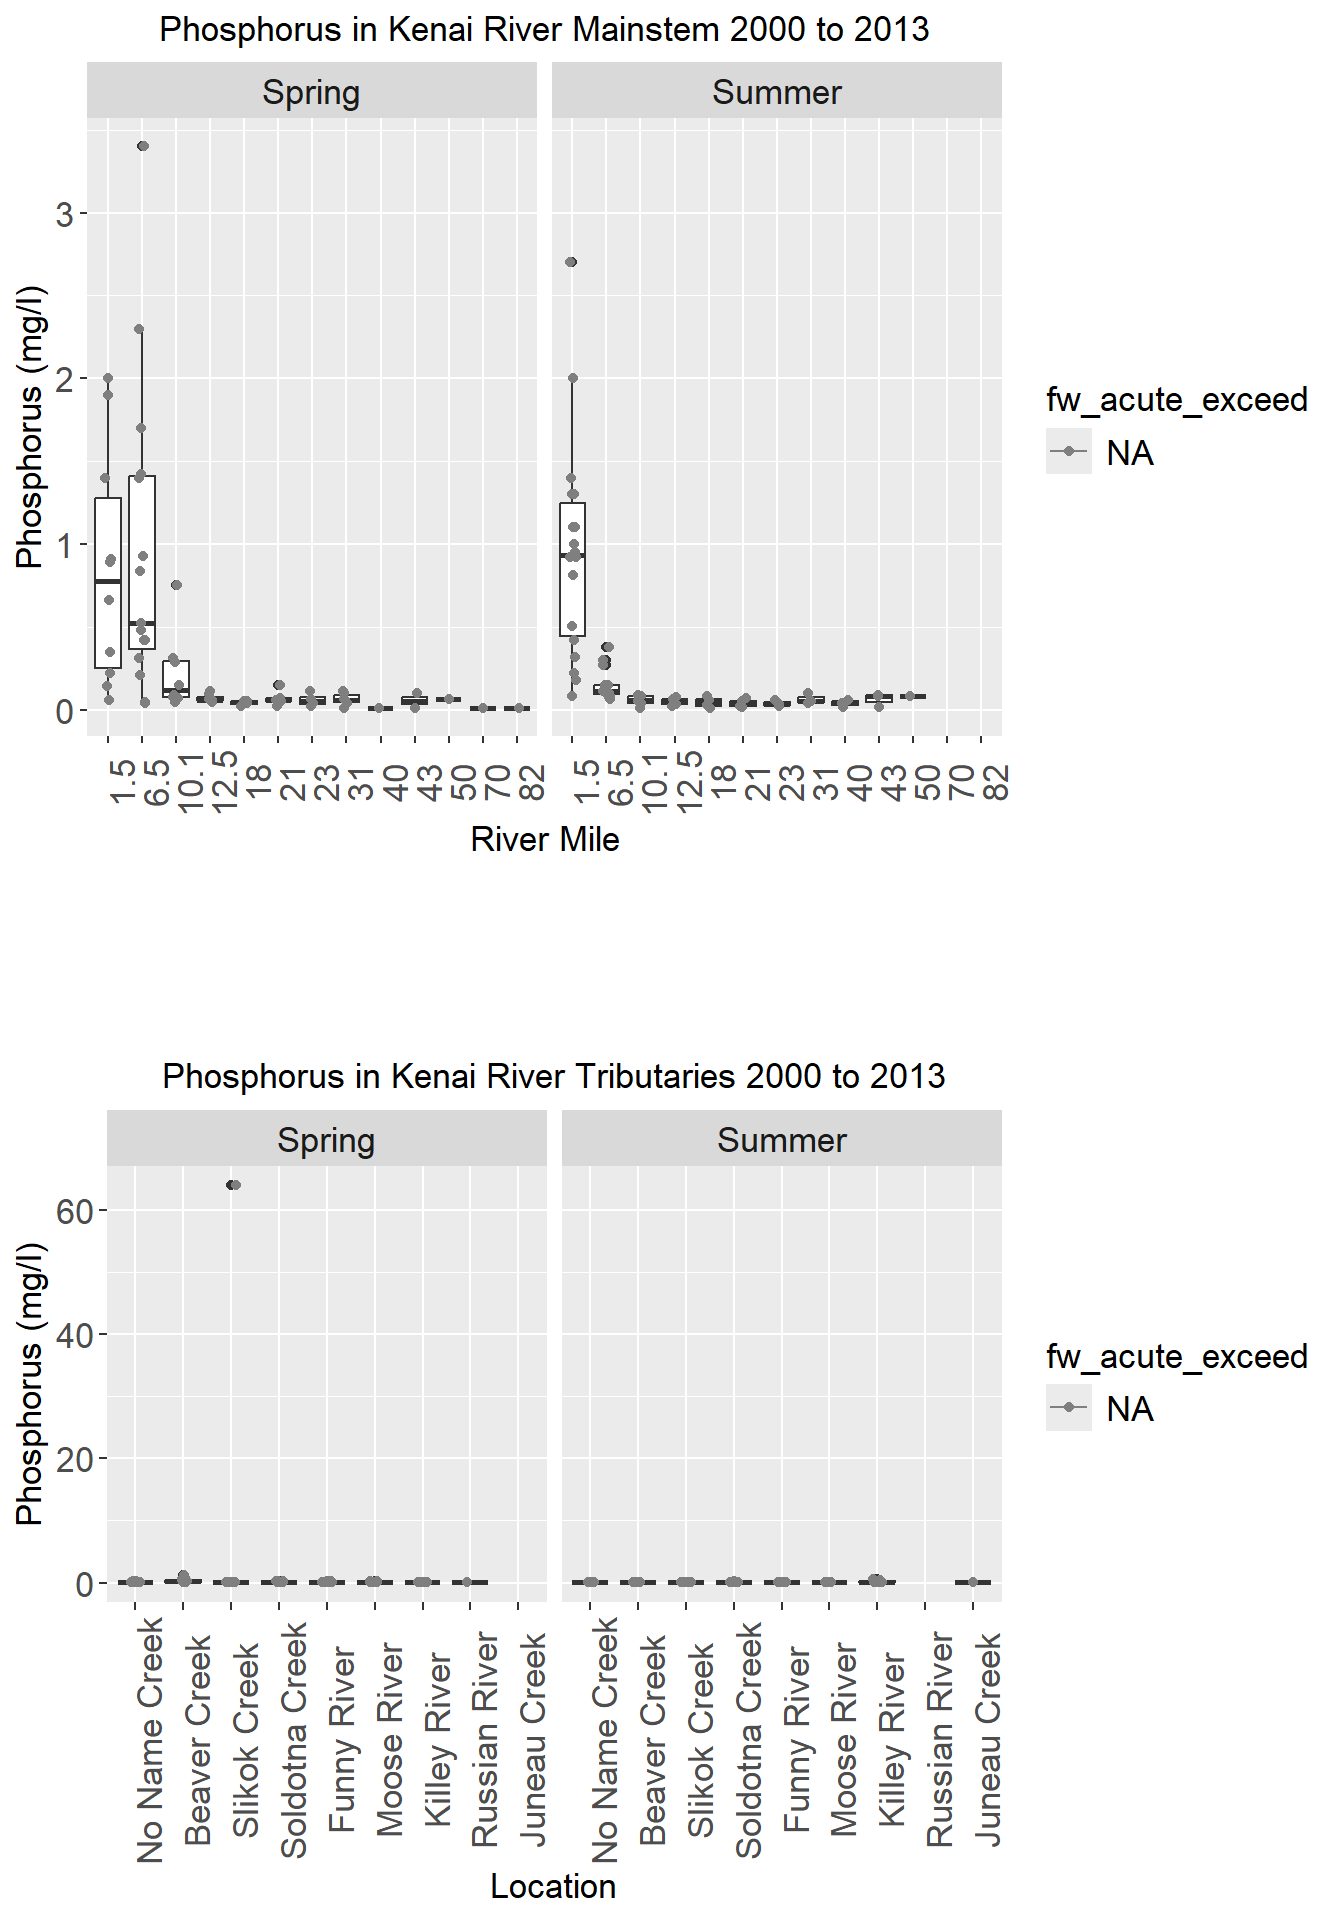 Phosphorus in Kenai River Mainstem 2000 to 2013
Spring
Summer
Phosphorus (mg/l)
3
2
1
0
1.5
6.5
10.1
12.5
18
21
23
31
40
43
50
70
82
1.5
6.5
10.1
12.5
18
21
23
31
40
43
50
70
82
River Mile
fw_acute_exceed
NA
Phosphorus in Kenai River Tributaries 2000 to 2013
Spring
Summer
Phosphorus (mg/l)
60
40
20
0
No Name Creek
Beaver Creek
Slikok Creek
Soldotna Creek
Funny River
Moose River
Killey River
Russian River
Juneau Creek
No Name Creek
Beaver Creek
Slikok Creek
Soldotna Creek
Funny River
Moose River
Killey River
Russian River
Juneau Creek
Location
fw_acute_exceed
NA